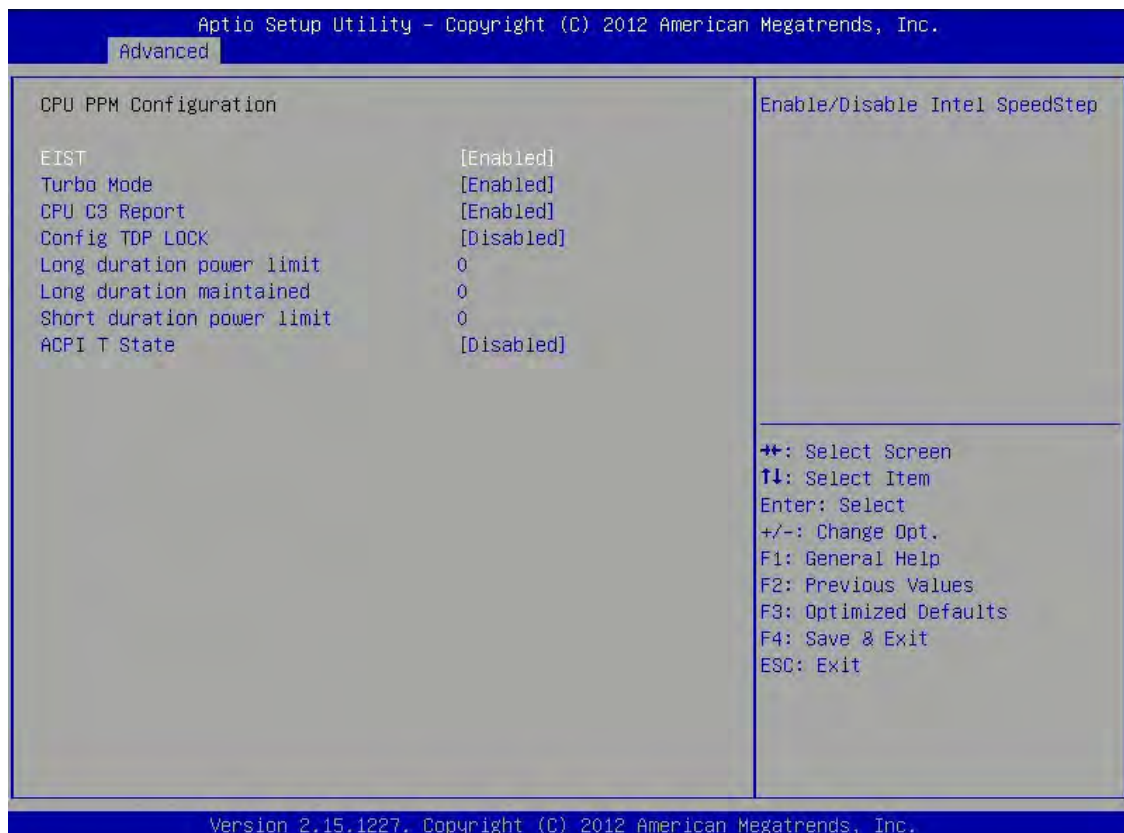 Aptio Setup Utility – Copyright (C) 2012 American Megatrends, Inc.
Advanced
CPU PPM Configuration
EIST [Enabled]
Turbo Mode [Enabled]
CPU C3 Report [Enabled]
Config TDP LOCK [Disabled]
Long duration power limit 0
Long duration maintained 0
Short duration power limit 0
ACPI T State [Disabled]
Enable/Disable Intel SpeedStep
→←: Select Screen
↑↓: Select Item
Enter: Select
+/-: Change Opt.
F1: General Help
F2: Previous Values
F3: Optimized Defaults
F4: Save & Exit
ESC: Exit
Version 2.15.1227. Copyright (C) 2012 American Megatrends, Inc.